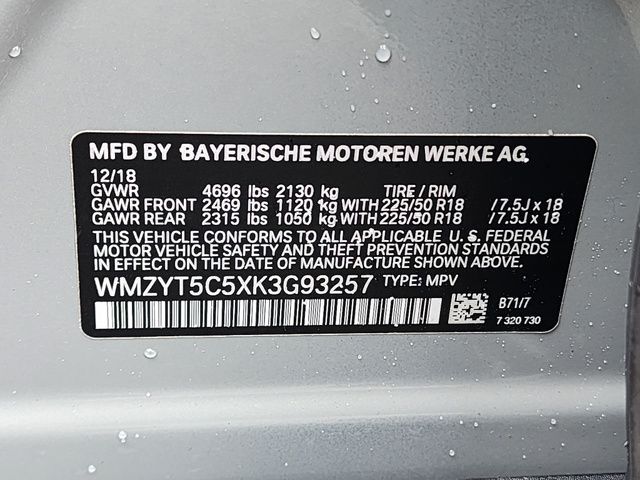 MFD BY BAYERISCHE MOTOREN WERKE AG.
12/18
GVWR 4696 lbs 2130 kg TIRE / RIM
GAWR FRONT 2469 lbs 1120 kg WITH 225/50 R18 /7.5J x 18
GAWR REAR 2315 lbs 1050 kg WITH 225/50 R18 /7.5J x 18
THIS VEHICLE CONFORMS TO ALL APPLICABLE U. S. FEDERAL
MOTOR VEHICLE SAFETY AND THEFT PREVENTION STANDARDS
IN EFFECT ON THE DATE OF MANUFACTURE SHOWN ABOVE.
WMZYT5C5XK3G93257 TYPE: MPV
B71/7
7 320 730